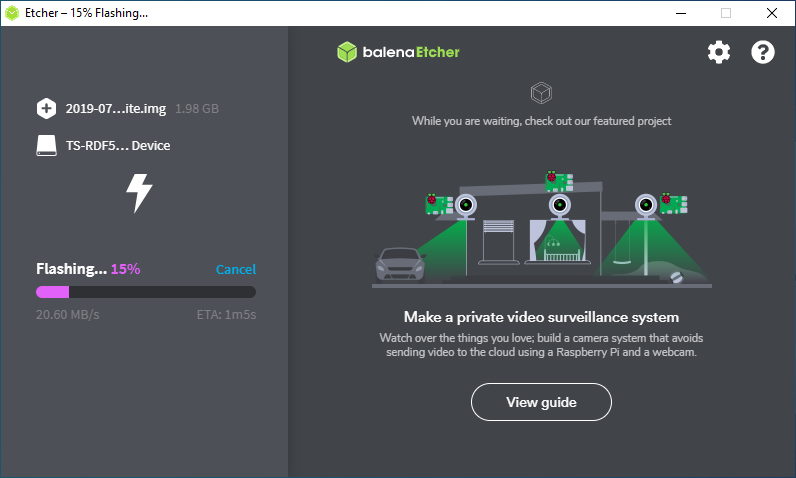 Etcher – 15% Flashing...
balenaEtcher
2019-07...ite.img 1.98 GB
TS-RDF5... Device
Flashing... 15% Cancel
20.60 MB/s ETA: 1m5s
While you are waiting, check out our featured project
Make a private video surveillance system
Watch over the things you love; build a camera system that avoids
sending video to the cloud using a Raspberry Pi and a webcam.
View guide